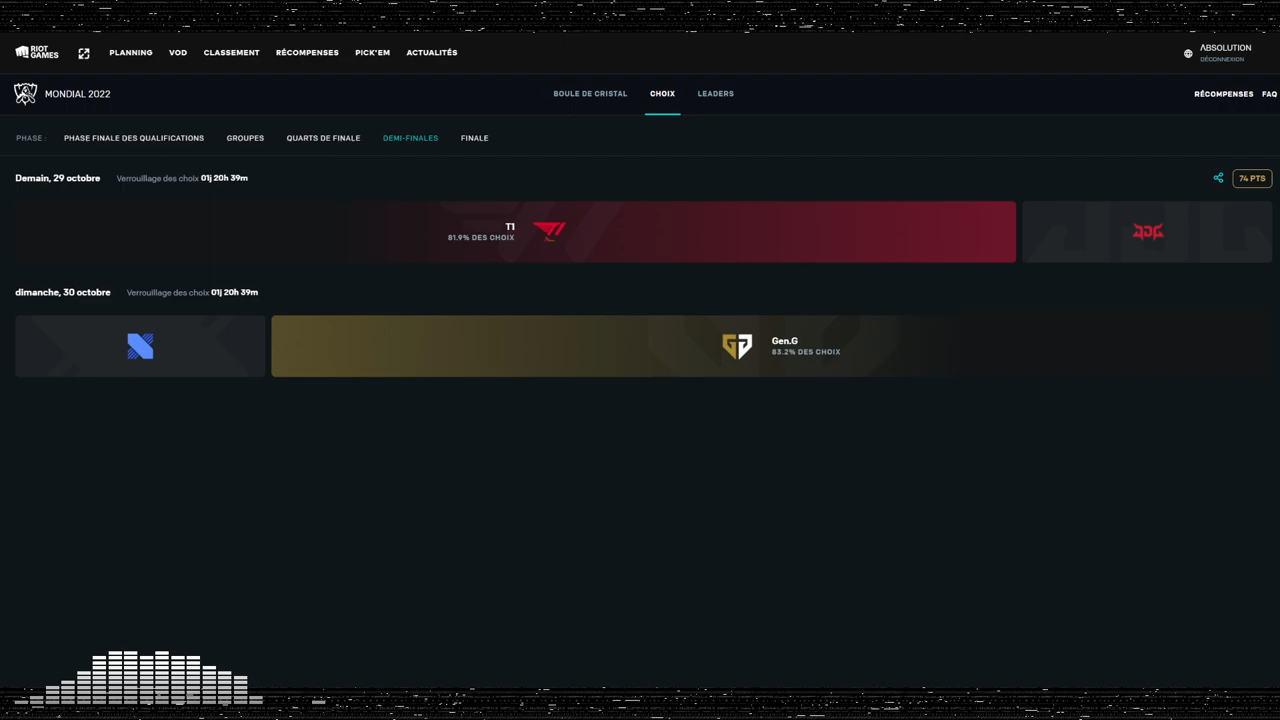 RIOT GAMES
PLANNING VOD CLASSEMENT RÉCOMPENSES PICK'EM ACTUALITÉS
ΛBSOLUTION
DÉCONNEXION
MONDIAL 2022
BOULE DE CRISTAL CHOIX LEADERS
RÉCOMPENSES FAQ
PHASE : PHASE FINALE DES QUALIFICATIONS GROUPES QUARTS DE FINALE DEMI-FINALES FINALE
Demain, 29 octobre Verrouillage des choix 01j 20h 39m
74 PTS
T1
81.9% DES CHOIX
dimanche, 30 octobre Verrouillage des choix 01j 20h 39m
Gen.G
83.2% DES CHOIX